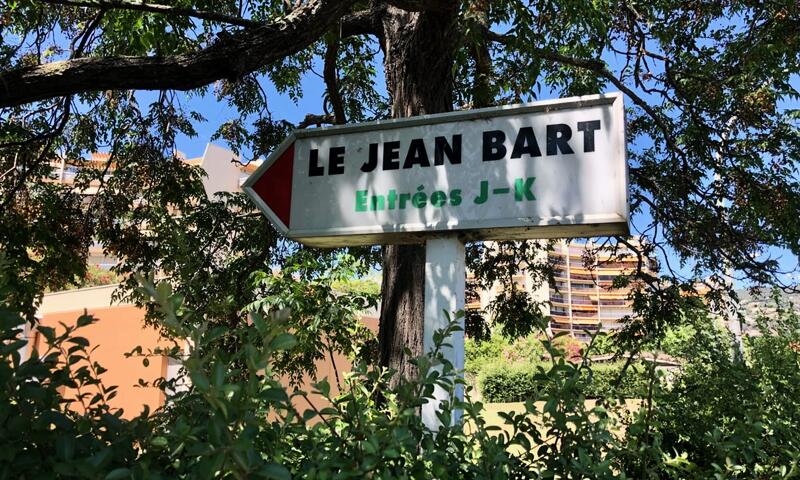 LE JEAN BART
Entrées J-K